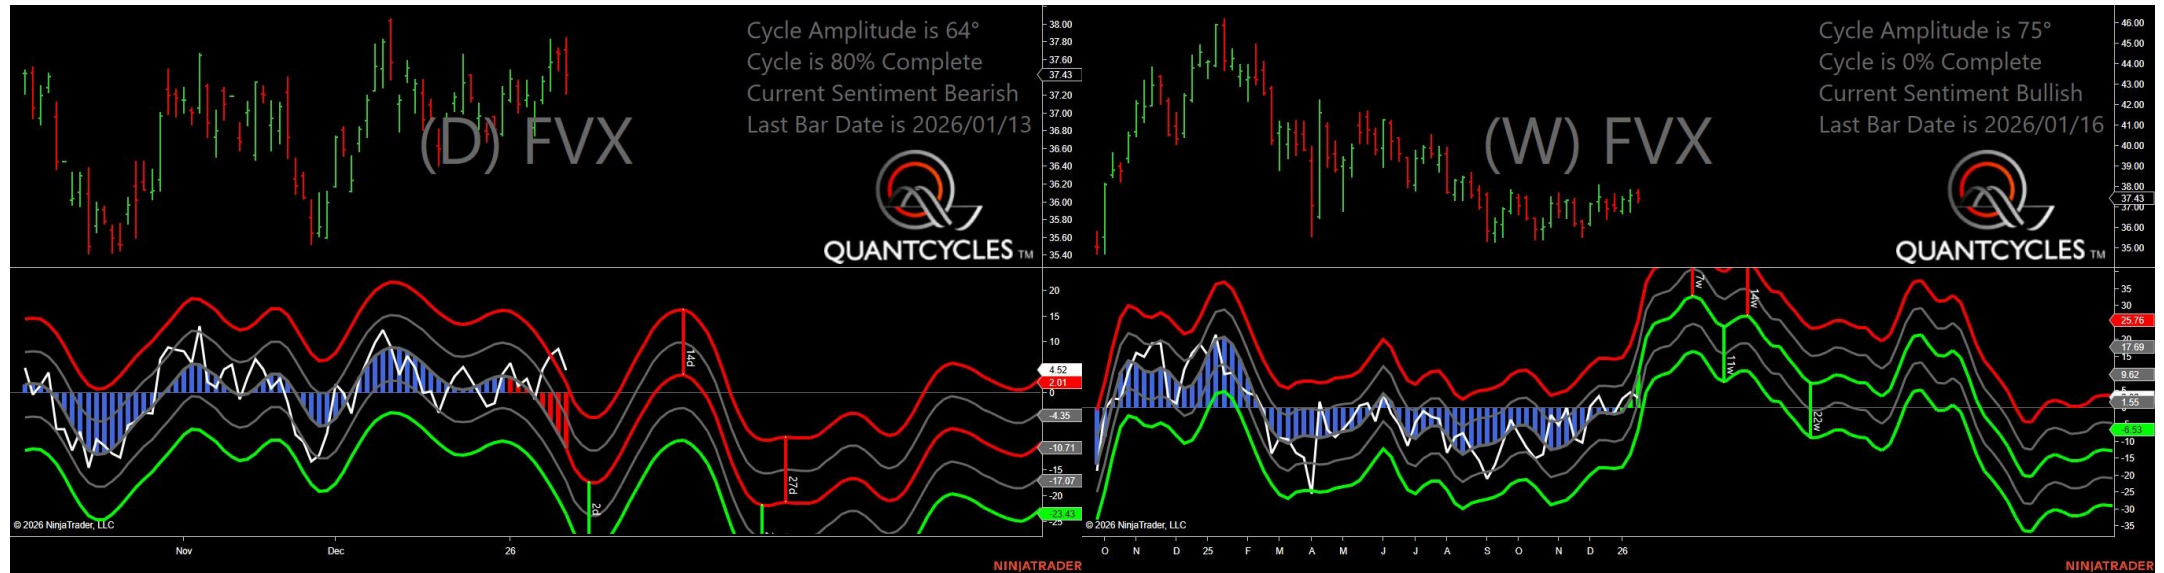 Cycle Amplitude is 64°
Cycle is 80% Complete
Current Sentiment Bearish
Last Bar Date is 2026/01/13
(D) FVX
QUANTCYCLES TM
38.00
37.80
37.60
37.43
37.20
37.00
36.80
36.60
36.40
36.20
36.00
35.80
35.60
35.40
20
15
10
4.52
2.01
0
-4.35
-10.71
-15
-17.07
-20
-23.43
-25
14d
27d
2d
© 2026 NinjaTrader, LLC
Nov
Dec
26
NINJATRADER
Cycle Amplitude is 75°
Cycle is 0% Complete
Current Sentiment Bullish
Last Bar Date is 2026/01/16
(W) FVX
QUANTCYCLES TM
46.00
45.00
44.00
43.00
42.00
41.00
40.00
39.00
38.00
37.43
37.00
36.00
35.00
35
30
25.76
20
17.69
15
9.62
5
1.55
-6.53
-10
-15
-20
-25
-30
-35
7w
14w
11w
22w
© 2026 NinjaTrader, LLC
O
N
D
25
F
M
A
M
J
J
A
S
O
N
D
26
NINJATRADER